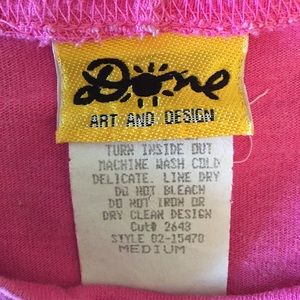 Done
ART AND DESIGN
TURN INSIDE OUT
MACHINE WASH COLD
DELICATE. LINE DRY
DO NOT BLEACH
DO NOT IRON OR
DRY CLEAN DESIGN
Cut# 2643
STYLE 02-15470
MEDIUM